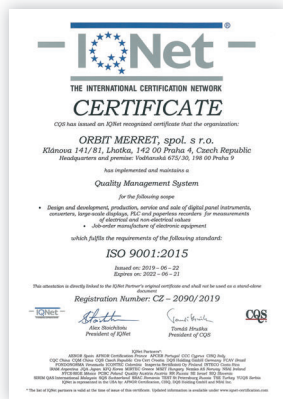 IQNet
®
THE INTERNATIONAL CERTIFICATION NETWORK
CERTIFICATE
CQS has issued an IQNet recognized certificate that the organization:
ORBIT MERRET, spol. s r.o.
Klánova 141/81, Lhotka, 142 00 Praha 4, Czech Republic
Headquarters and premise: Vodňanská 675/30, 198 00 Praha 9
has implemented and maintains a
Quality Management System
for the following scope
• Design and development, production, service and sale of digital panel instruments,
converters, large-scale displays, PLC and paperless recorders for measurements
of electrical and non-electrical values
• Job-order manufacture of electronic equipment
which fulfils the requirements of the following standard:
ISO 9001:2015
Issued on: 2019 – 06 – 22
Expires on: 2022 – 06 – 21
This attestation is directly linked to the IQNet Partner's original certificate and shall not be used as a stand-alone
document
Registration Number: CZ – 2090/2019
IQNet
Alex Stoichitoiu
President of IQNet
Tomáš Hruška
President of CQS
CQS
IQNet Partners*: